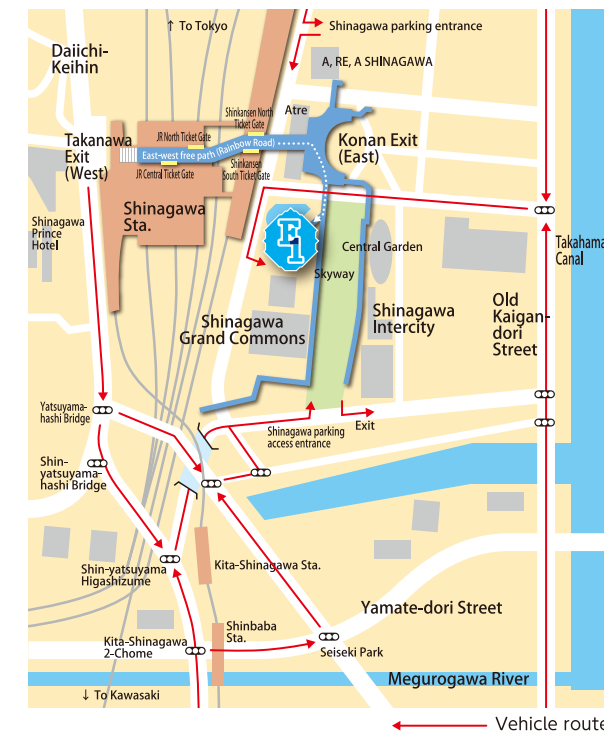 ↑ To Tokyo
Shinagawa parking entrance
Daiichi-
Keihin
A, RE, A SHINAGAWA
Shinkansen North
Ticket Gate
Atre
JR North Ticket Gate
Takanawa
Exit
(West)
East-west free path (Rainbow Road)
Konan Exit
(East)
JR Central Ticket Gate
Shinkansen
South Ticket Gate
Shinagawa
Sta.
Shinagawa
Prince
Hotel
F
1
Central Garden
Takahama
Canal
Skyway
Shinagawa
Grand Commons
Shinagawa
Intercity
Old
Kaigan-
dori
Street
Yatsuyama-
hashi Bridge
Shinagawa parking
access entrance
Exit
Shin-
yatsuyama-
hashi Bridge
Shin-yatsuyama
Higashizume
Kita-Shinagawa Sta.
Yamate-dori Street
Shinbaba
Sta.
Kita-Shinagawa
2-Chome
Seiseki Park
Megurogawa River
↓ To Kawasaki
Vehicle route